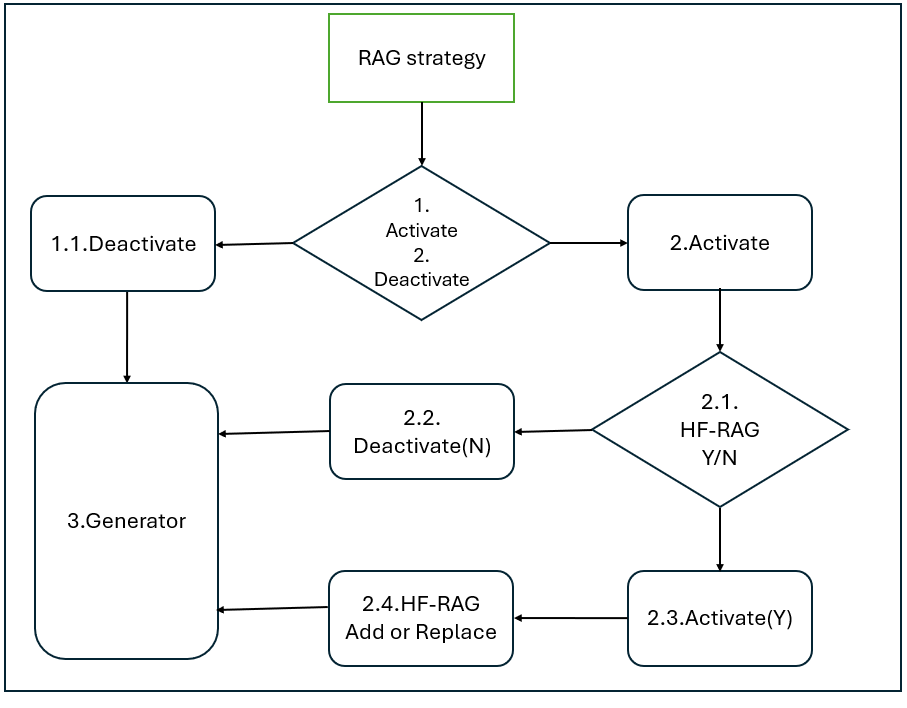 RAG strategy
1.
Activate
2.
Deactivate
1.1.Deactivate
2.Activate
2.1.
HF-RAG
Y/N
2.2.
Deactivate(N)
3.Generator
2.4.HF-RAG
Add or Replace
2.3.Activate(Y)